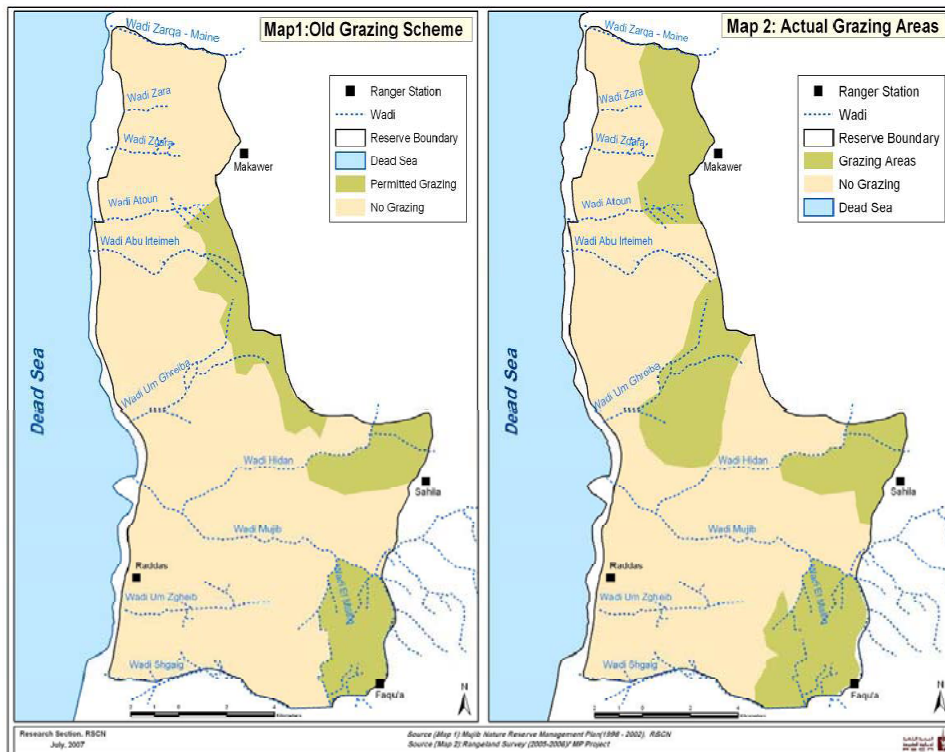 Map1:Old Grazing Scheme
Wadi Zarqa - Maine
Ranger Station
Wadi
Reserve Boundary
Dead Sea
Permitted Grazing
No Grazing
Wadi Zara
Wadi Zgara
Makawer
Wadi Atoun
Wadi Abu Irteimeh
Dead Sea
Wadi Um Ghreiba
Wadi Hidan
Sahila
Wadi Mujib
Raddas
Wadi Um Zgheib
Wadi El Maling
Wadi Shgaig
Faqu'a
N
Map 2: Actual Grazing Areas
Wadi Zarqa - Maine
Ranger Station
Wadi
Reserve Boundary
Grazing Areas
No Grazing
Dead Sea
Wadi Zara
Wadi Zgara
Makawer
Wadi Atoun
Wadi Abu Irteimeh
Dead Sea
Wadi Um Ghreiba
Wadi Hidan
Sahila
Wadi Mujib
Raddas
Wadi Um Zgheib
Wadi Shgaig
Faqu'a
N
Research Section. RSCN
July, 2007
Source (Map 1) Mujib Nature Reserve Management Plan(1998 - 2002), RSCN
Source (Map 2) Rangeland Survey (2005-2006)/ MP Project